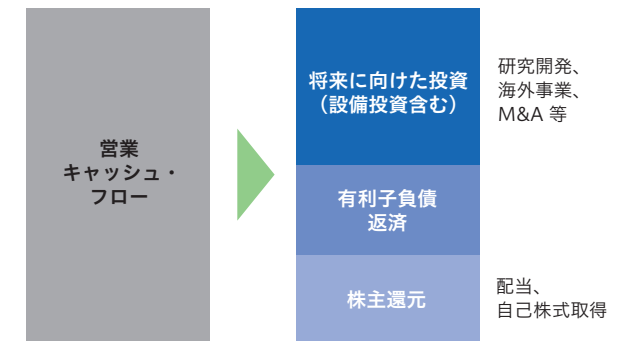 営業
キャッシュ・
フロー
将来に向けた投資
（設備投資含む）
研究開発、
海外事業、
M&A 等
有利子負債
返済
株主還元
配当、
自己株式取得